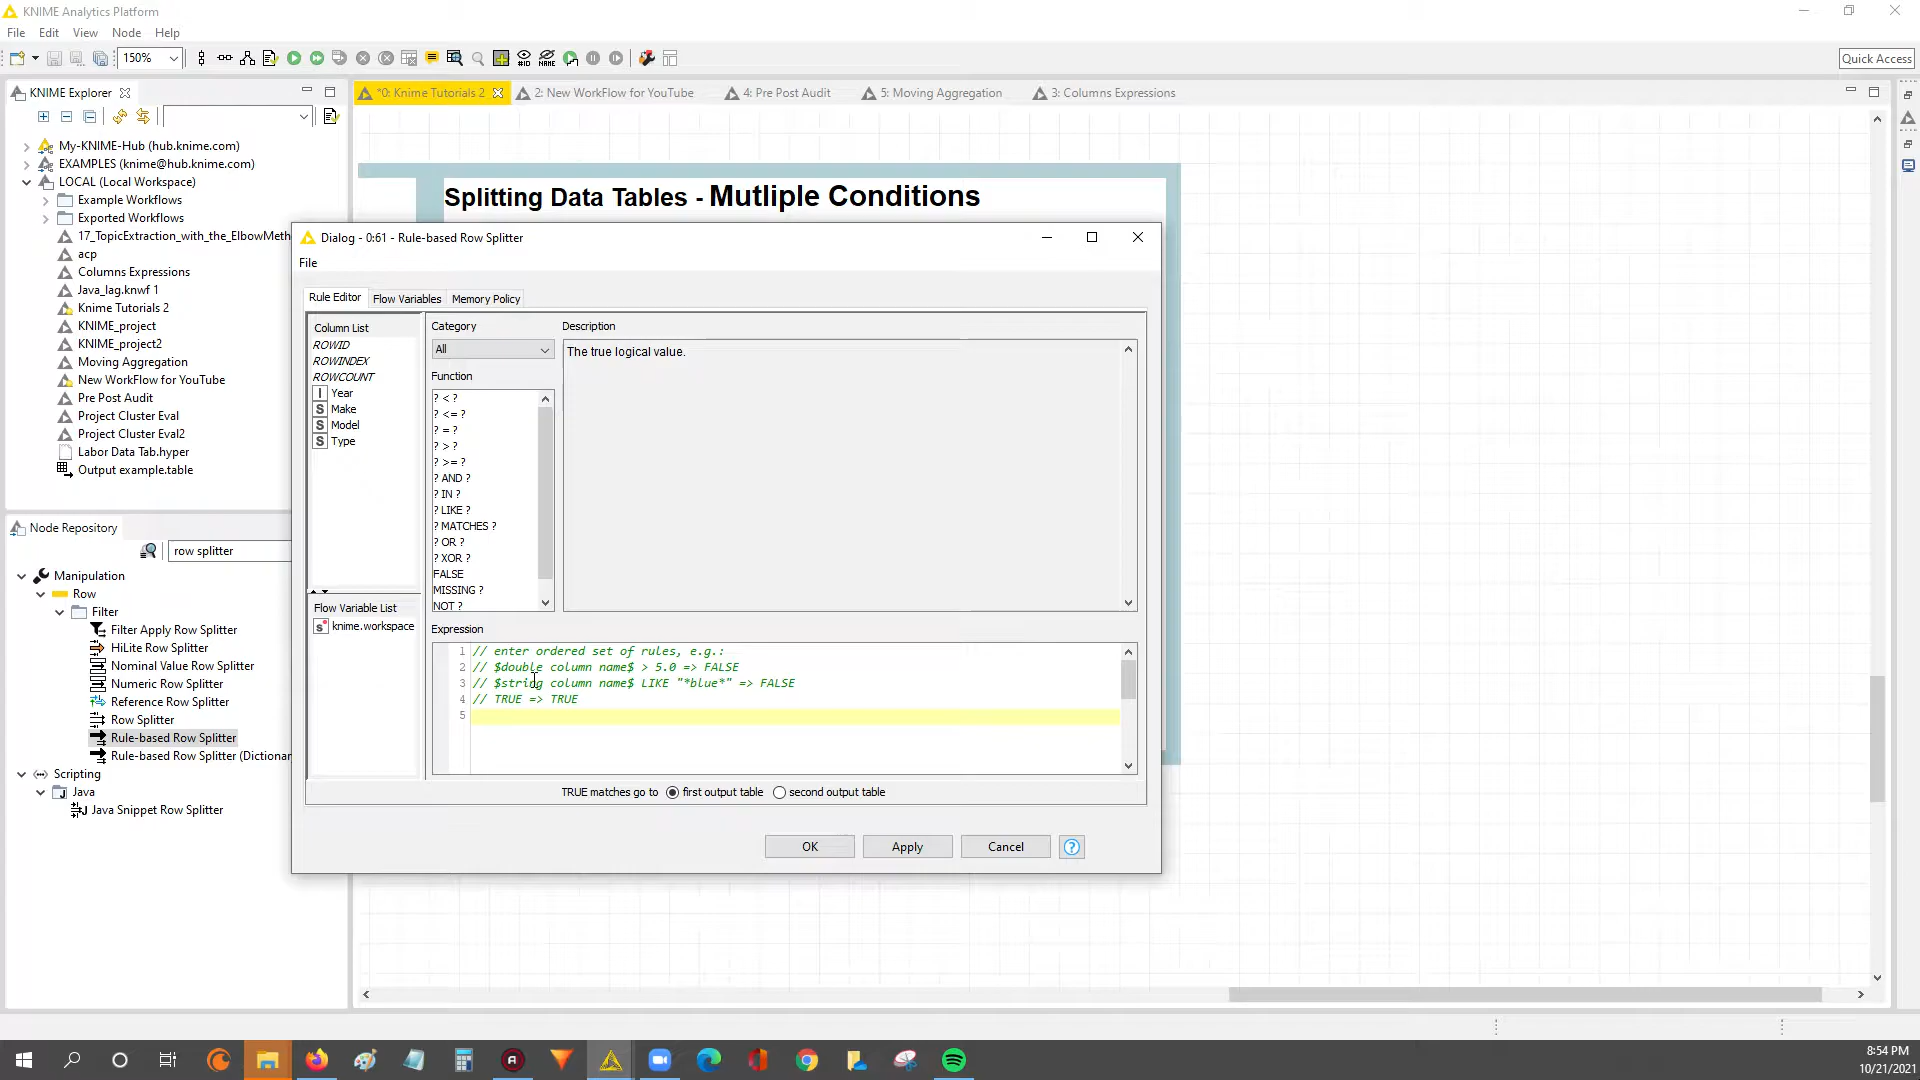 KNIME Analytics Platform
File Edit View Node Help
150%
Quick Access
KNIME Explorer
*0: Knime Tutorials 2
2: New WorkFlow for YouTube
4: Pre Post Audit
5: Moving Aggregation
3: Columns Expressions
My-KNIME-Hub (hub.knime.com)
EXAMPLES (knime@hub.knime.com)
LOCAL (Local Workspace)
Example Workflows
Exported Workflows
17_TopicExtraction_with_the_ElbowMeth
acp
Columns Expressions
Java_lag.knwf 1
Knime Tutorials 2
KNIME_project
KNIME_project2
Moving Aggregation
New WorkFlow for YouTube
Pre Post Audit
Project Cluster Eval
Project Cluster Eval2
Labor Data Tab.hyper
Output example.table
Node Repository
row splitter
Manipulation
Row
Filter
Filter Apply Row Splitter
HiLite Row Splitter
Nominal Value Row Splitter
Numeric Row Splitter
Reference Row Splitter
Row Splitter
Rule-based Row Splitter
Rule-based Row Splitter (Dictionar
Scripting
Java
Java Snippet Row Splitter
Splitting Data Tables - Mutliple Conditions
Dialog - 0:61 - Rule-based Row Splitter
File
Rule Editor
Flow Variables
Memory Policy
Column List
ROWID
ROWINDEX
ROWCOUNT
I Year
S Make
S Model
S Type
Flow Variable List
s knime.workspace
Category
All
Function
? < ?
? <= ?
? = ?
? > ?
? >= ?
? AND ?
? IN ?
? LIKE ?
? MATCHES ?
? OR ?
? XOR ?
FALSE
MISSING ?
NOT ?
Description
The true logical value.
Expression
1 // enter ordered set of rules, e.g.:
2 // $double column name$ > 5.0 => FALSE
3 // $string column name$ LIKE "*blue*" => FALSE
4 // TRUE => TRUE
5
TRUE matches go to first output table second output table
OK
Apply
Cancel
?
8:54 PM
10/21/2021